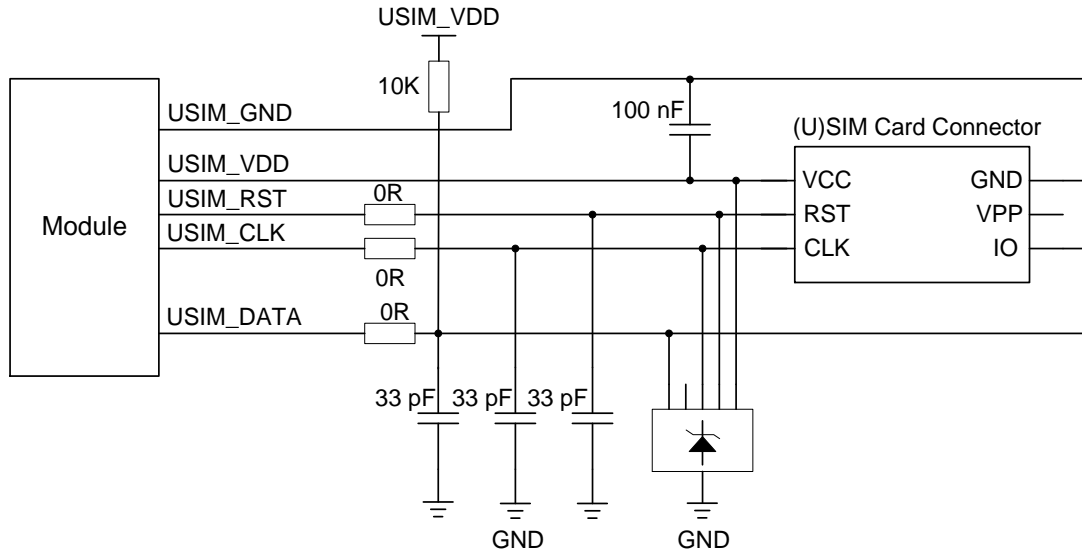 USIM_VDD
10K
USIM_GND
100 nF
(U)SIM Card Connector
USIM_VDD
VCC
GND
USIM_RST
0R
RST
VPP
Module
USIM_CLK
CLK
IO
0R
USIM_DATA
0R
33 pF
33 pF
33 pF
GND
GND